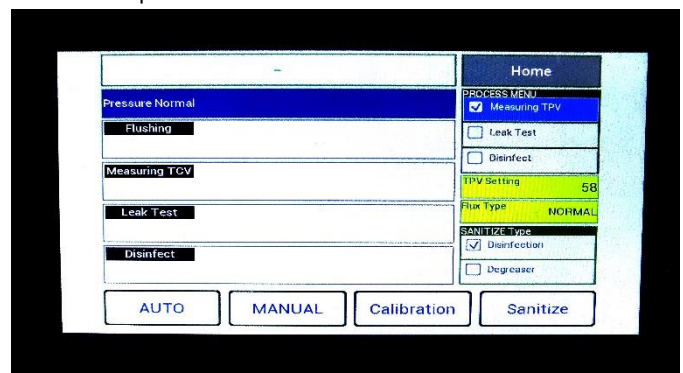 -
Home
Pressure Normal
PROCESS MENU
Measuring TPV
Flushing
Leak Test
Disinfect
Measuring TCV
TPV Setting
58
Flux Type
NORMAL
Leak Test
SANITIZE Type
Disinfection
Disinfect
Degreaser
AUTO
MANUAL
Calibration
Sanitize